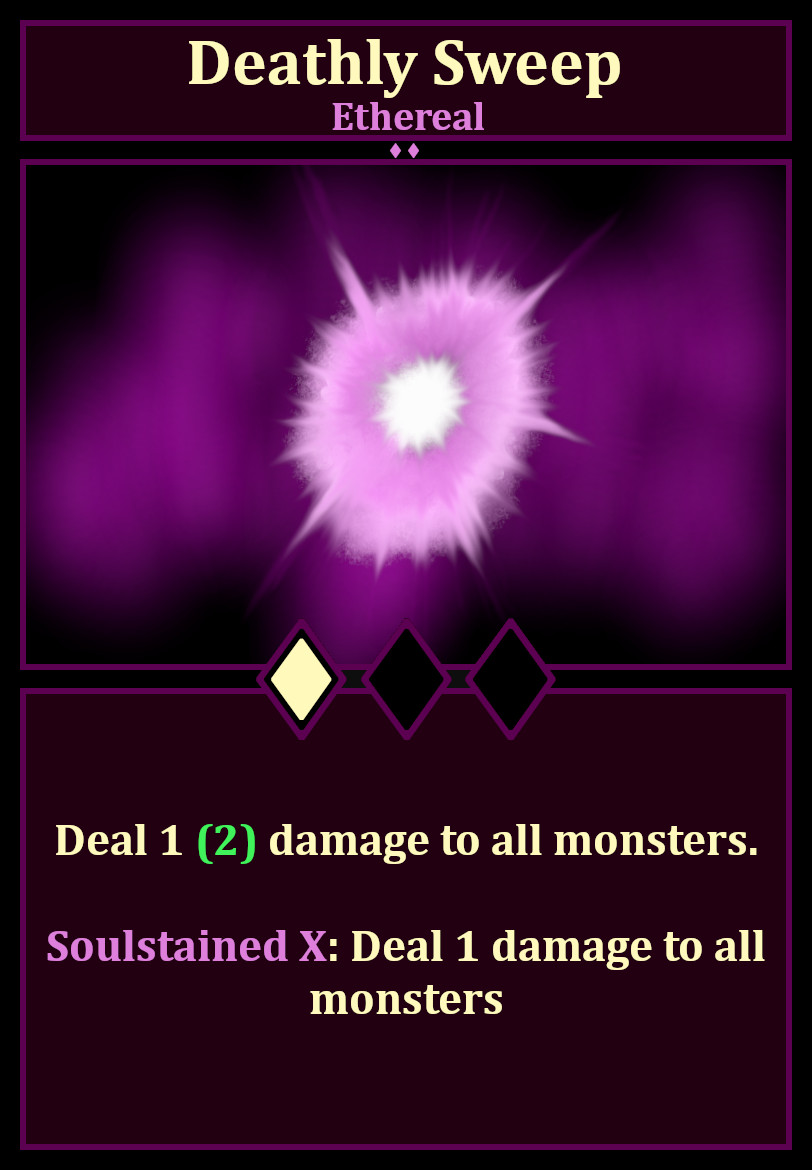 Deathly Sweep
Ethereal
Deal 1 (2) damage to all monsters.
Soulstained X: Deal 1 damage to all
monsters